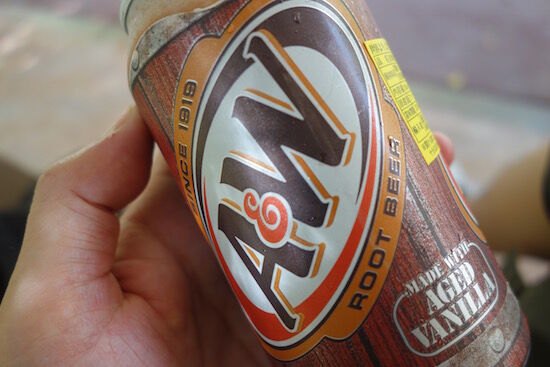 SINCE 1919
A&W
ROOT BEER
MADE WITH
AGED
VANILLA